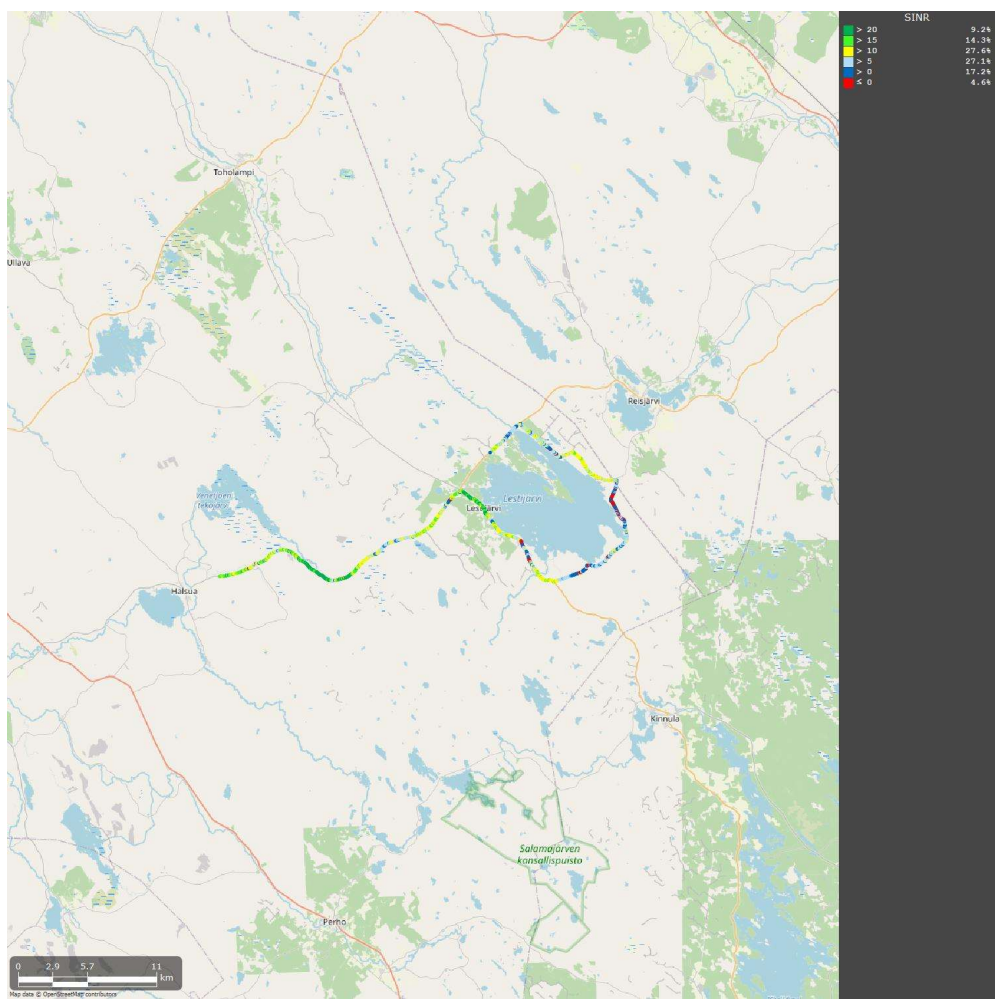 SINR
> 20 9.2%
> 15 14.3%
> 10 27.6%
> 5 27.1%
> 0 17.2%
≤ 0 4.6%
Toholampi
Ullava
Reisjärvi
Lestijärvi
Lestijärvi
tekojärvi
Halsua
Kinnula
Salamajärven
kansallispuisto
Perho
0 2.9 5.7 11
km
Map data © OpenStreetMap contributors